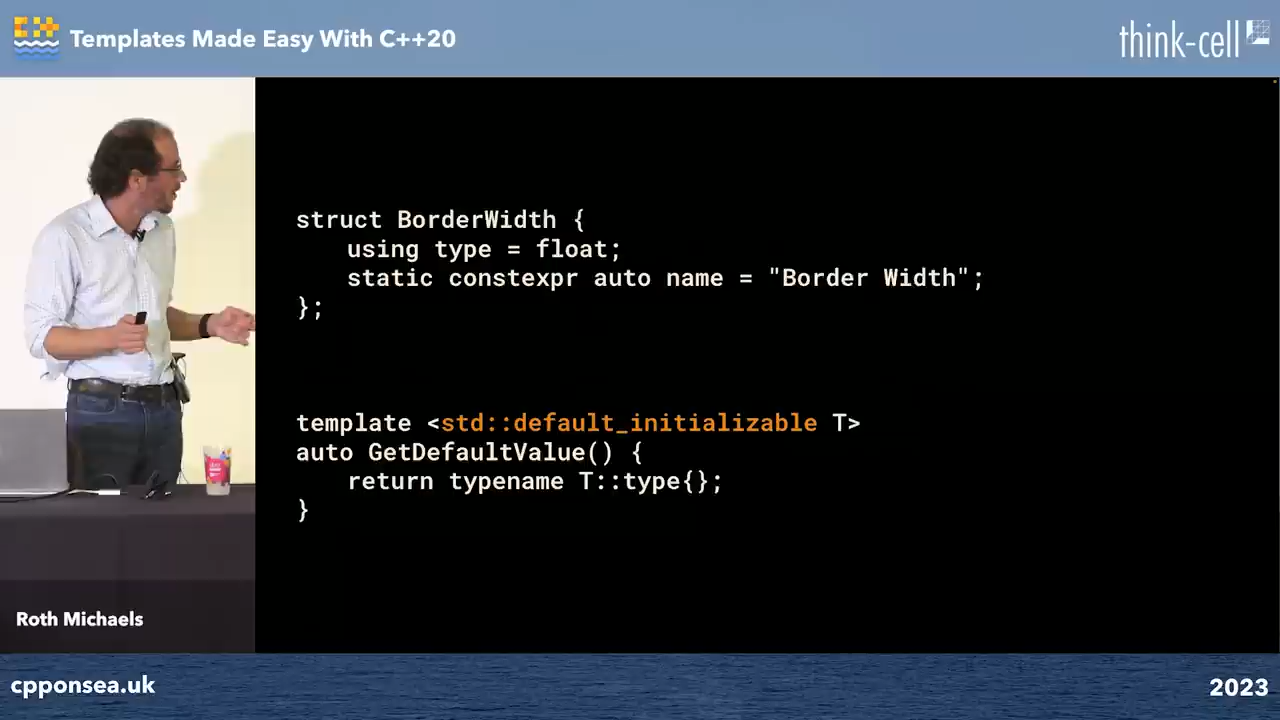 Templates Made Easy With C++20
think-cell
struct BorderWidth {
    using type = float;
    static constexpr auto name = "Border Width";
};
template <std::default_initializable T>
auto GetDefaultValue() {
    return typename T::type{};
}
Roth Michaels
cpponsea.uk
2023